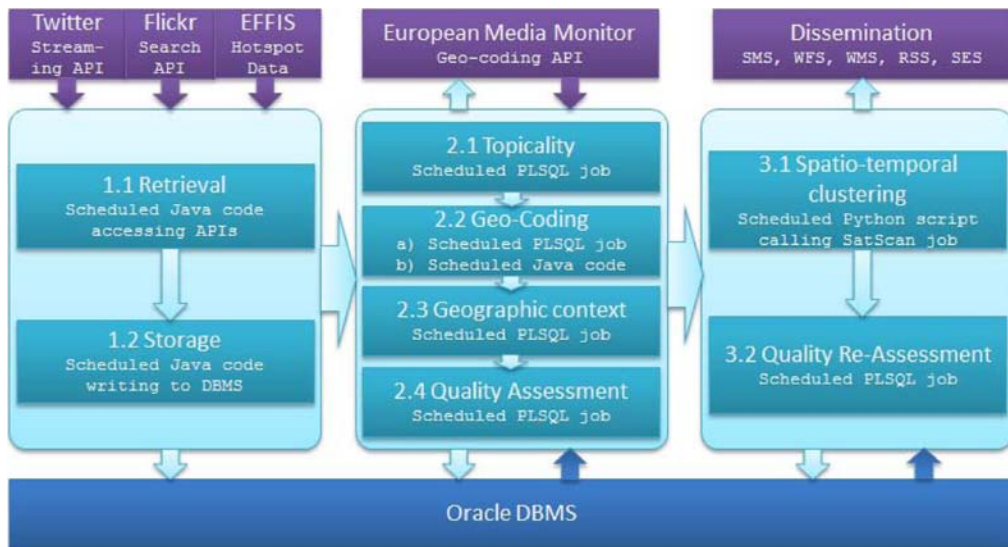 Twitter
Stream-
ing API
Flickr
Search
API
EFFIS
Hotspot
Data
European Media Monitor
Geo-coding API
Dissemination
SMS, WFS, WMS, RSS, SES
1.1 Retrieval
Scheduled Java code
accessing APIs
1.2 Storage
Scheduled Java code
writing to DBMS
2.1 Topicality
Scheduled PLSQL job
2.2 Geo-Coding
a) Scheduled PLSQL job
b) Scheduled Java code
2.3 Geographic context
Scheduled PLSQL job
2.4 Quality Assessment
Scheduled PLSQL job
3.1 Spatio-temporal
clustering
Scheduled Python script
calling SatScan job
3.2 Quality Re-Assessment
Scheduled PLSQL job
Oracle DBMS